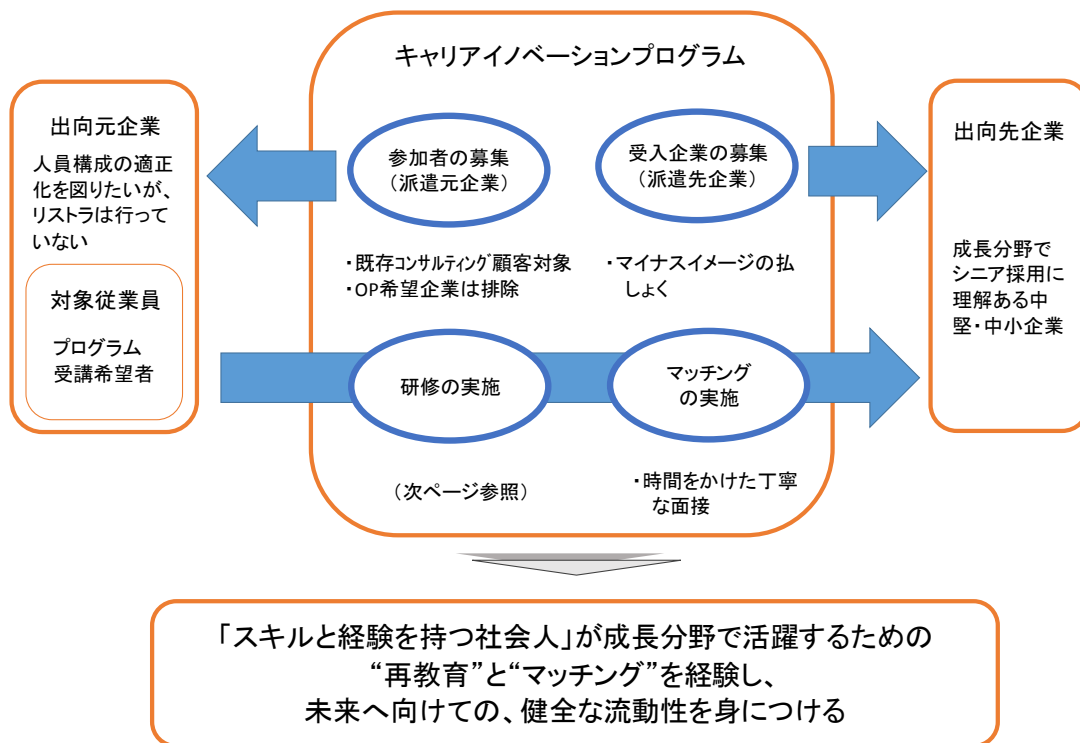 キャリアイノベーションプログラム
出向元企業
人員構成の適正
化を図りたいが、
リストラは行って
いない
対象従業員
プログラム
受講希望者
参加者の募集
（派遣元企業）
・既存コンサルティング顧客対象
・OP希望企業は排除
受入企業の募集
（派遣先企業）
・マイナスイメージの払
しょく
研修の実施
（次ページ参照）
マッチング
の実施
・時間をかけた丁寧
な面接
出向先企業
成長分野で
シニア採用に
理解ある中
堅・中小企業
「スキルと経験を持つ社会人」が成長分野で活躍するための
“再教育”と“マッチング”を経験し、
未来へ向けての、健全な流動性を身につける